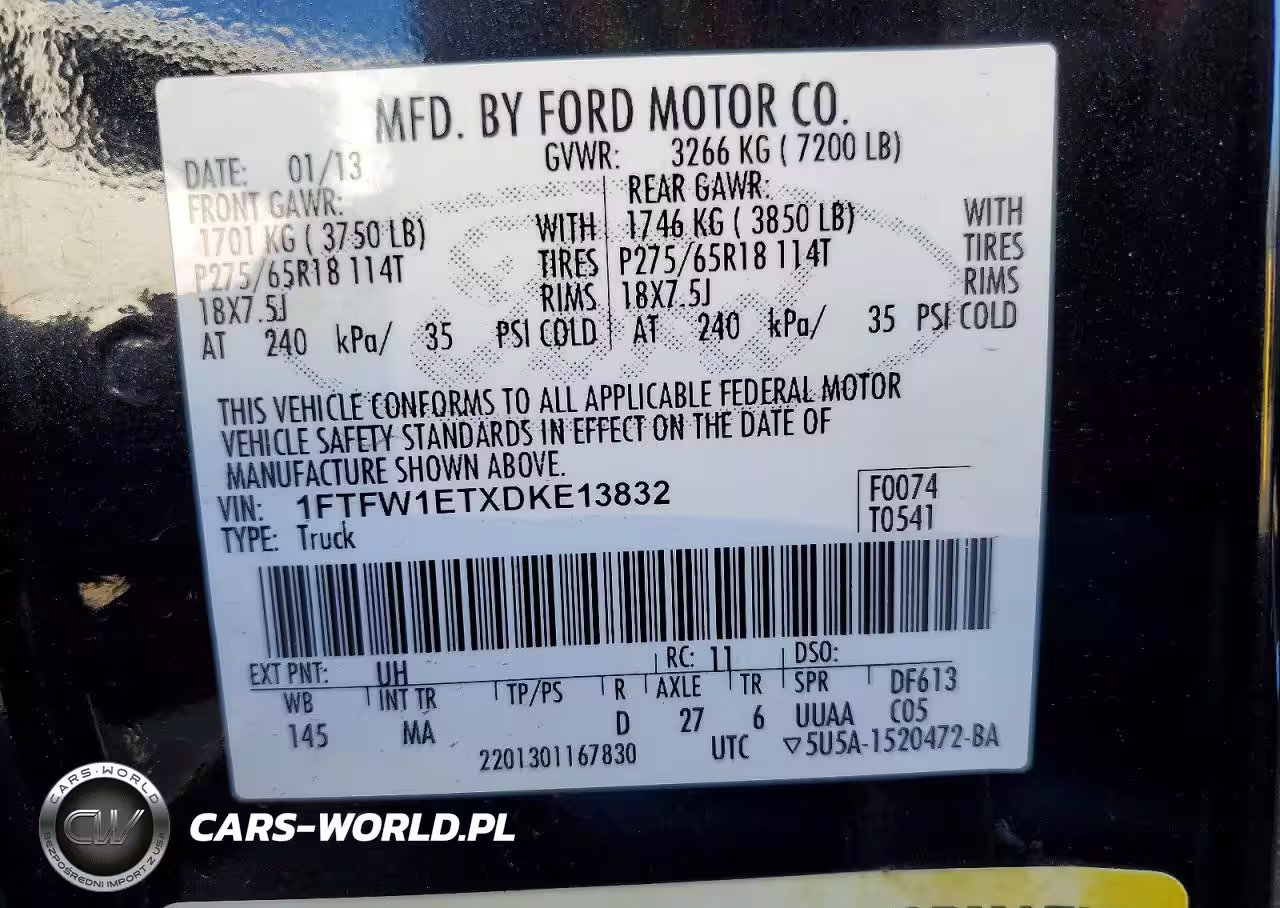 MFD. BY FORD MOTOR CO.
DATE: 01/13 GVWR: 3266 KG ( 7200 LB)
FRONT GAWR: REAR GAWR:
1701 KG ( 3750 LB) WITH 1746 KG ( 3850 LB) WITH
P275/65R18 114T TIRES P275/65R18 114T TIRES
18X7.5J RIMS 18X7.5J RIMS
AT 240 kPa/ 35 PSI COLD AT 240 kPa/ 35 PSI COLD
THIS VEHICLE CONFORMS TO ALL APPLICABLE FEDERAL MOTOR
VEHICLE SAFETY STANDARDS IN EFFECT ON THE DATE OF
MANUFACTURE SHOWN ABOVE.
VIN: 1FTFW1ETXDKE13832 F0074
TYPE: Truck T0541
EXT PNT: UH RC: 11 DSO:
WB INT TR TP/PS R AXLE TR SPR DF613
145 MA D 27 6 UUAA C05
2201301167830 UTC ▽5U5A-1520472-BA
CARS-WORLD
CW
BEZPOŚREDNI IMPORT Z USA
CARS-WORLD.PL